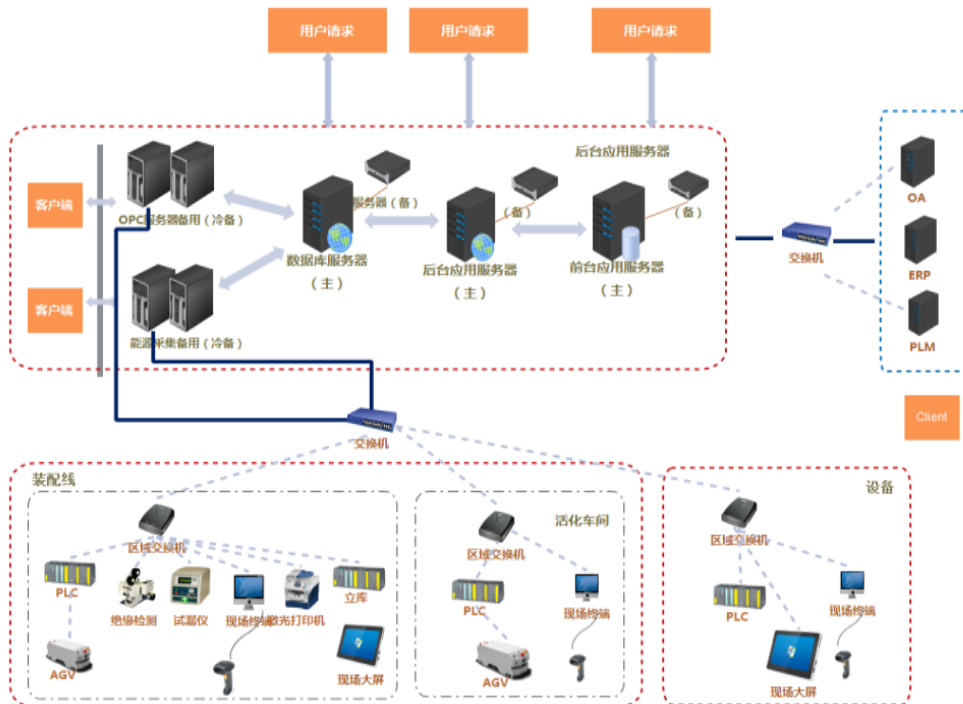 用户请求
用户请求
用户请求
后台应用服务器
客户端
OPC服务器备用（冷备）
服务器（备）
（备）
（备）
数据库服务器
（主）
后台应用服务器
（主）
前台应用服务器
（主）
交换机
OA
ERP
PLM
客户端
能源采集备用（冷备）
Client
交换机
装配线
区域交换机
PLC
绝缘检测
试漏仪
现场终端
激光打印机
立库
AGV
现场大屏
活化车间
区域交换机
PLC
现场终端
AGV
设备
区域交换机
PLC
现场终端
现场大屏